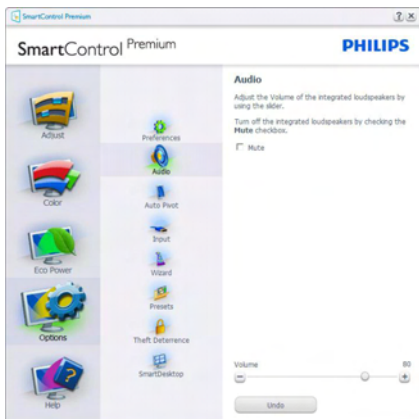 SmartControl Premium
? x
SmartControl Premium
PHILIPS
Adjust
Color
Eco Power
Options
Help
Preferences
Audio
Auto Pivot
Input
Wizard
Presets
Theft Deterrence
SmartDesktop
Audio
Adjust the Volume of the integrated loudspeakers by
using the slider.
Turn off the integrated loudspeakers by checking the
Mute checkbox.
Mute
Volume 80
Undo